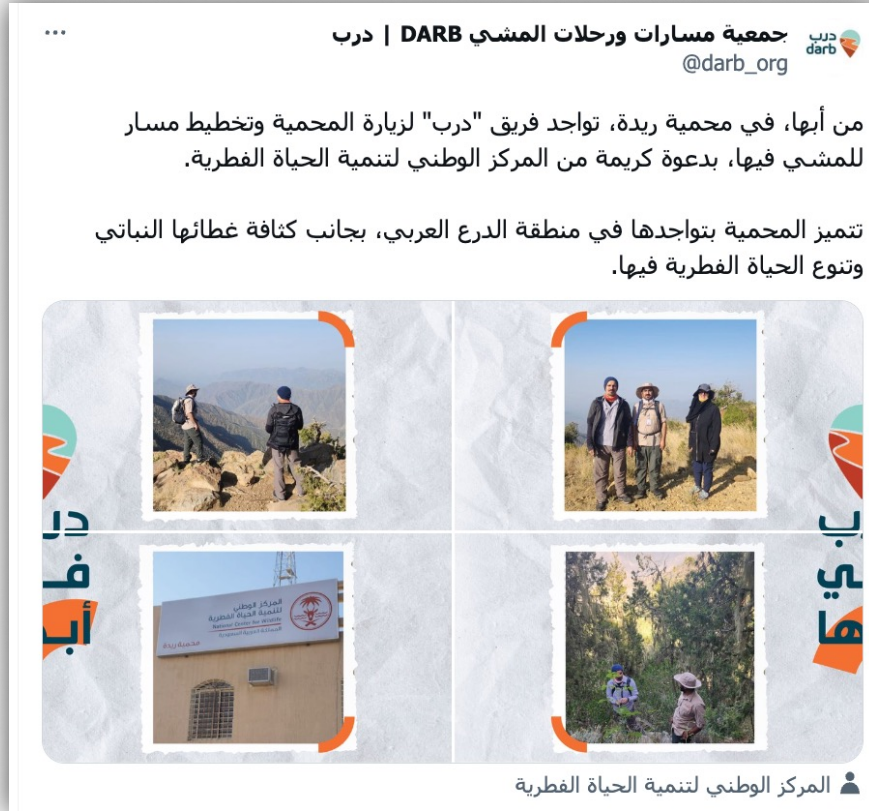 جمعية مسارات ورحلات المشي DARB | درب
@darb_org
درب
darb
من أبها، في محمية ريدة، تواجد فريق "درب" لزيارة المحمية وتخطيط مسار
للمشي فيها، بدعوة كريمة من المركز الوطني لتنمية الحياة الفطرية.
تتميز المحمية بتواجدها في منطقة الدرع العربي، بجانب كثافة غطائها النباتي
وتنوع الحياة الفطرية فيها.
المركز الوطني
لتنمية الحياة الفطرية
National Center for Wildlife
المملكة العربية السعودية
محمية ريدة
المركز الوطني لتنمية الحياة الفطرية